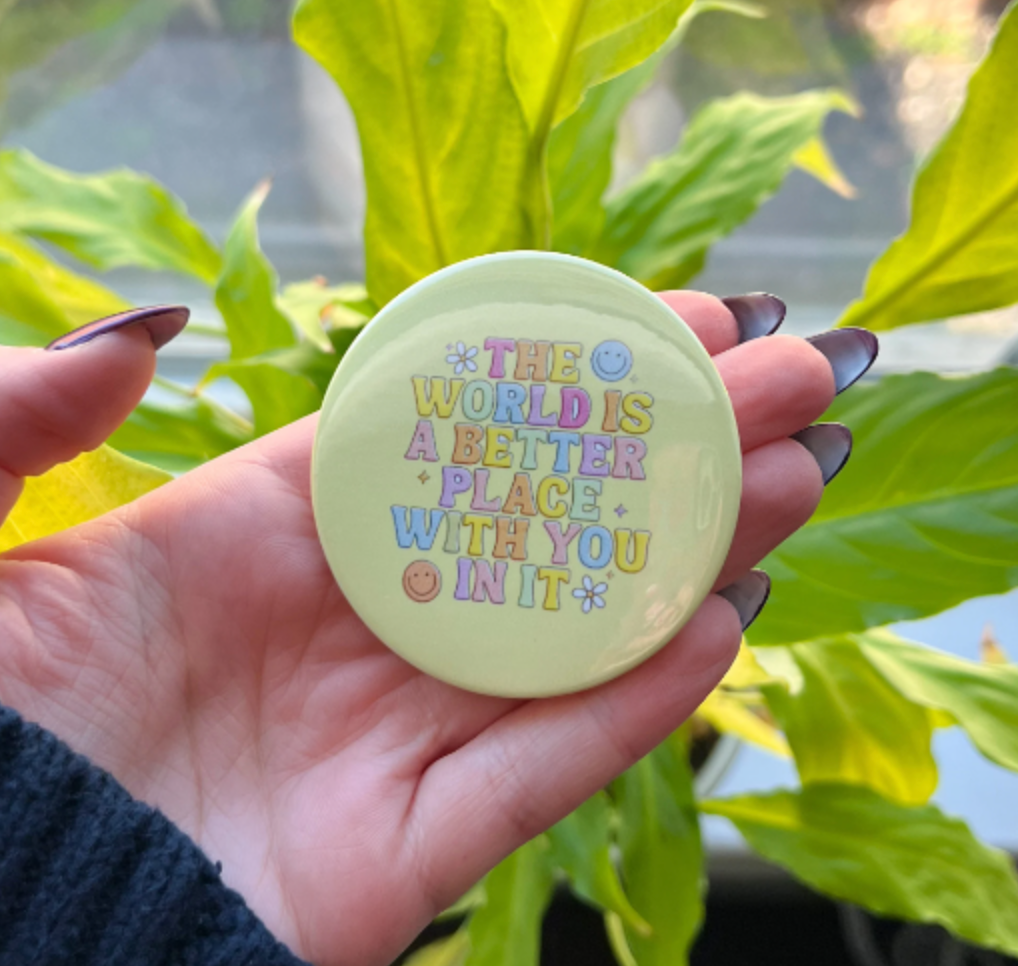 THE
WORLD IS
A BETTER
PLACE
WITH YOU
IN IT